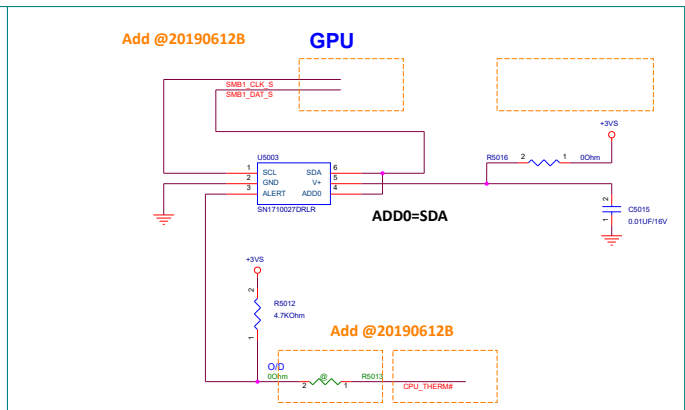 Add @20190612B
GPU
SMB1_CLK_S
SMB1_DAT_S
+3VS
R5016
2
1
0Ohm
U5003
1
SCL
SDA
6
2
GND
V+
5
3
ALERT
ADD0
4
SN1710027DRLR
ADD0=SDA
2
C5015
1
0.01UF/16V
+3VS
2
R5012
4.7KOhm
1
Add @20190612B
O/D
0Ohm
@
R5013
2
1
CPU_THERM#